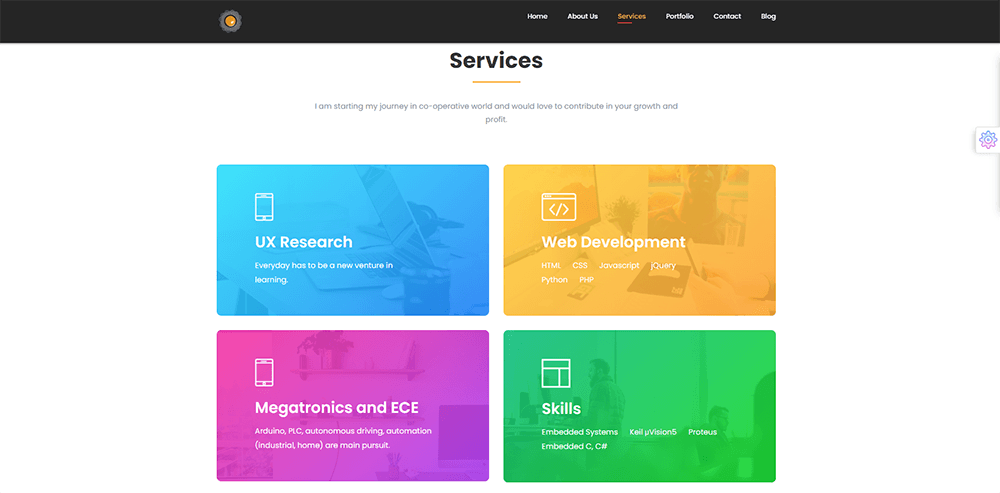 Home About Us Services Portfolio Contact Blog
Services
I am starting my journey in co-operative world and would love to contribute in your growth and
profit.
UX Research
Everyday has to be a new venture in
learning.
Web Development
HTML CSS Javascript jQuery
Python PHP
Megatronics and ECE
Arduino, PLC, autonomous driving, automation
(industrial, home) are main pursuit.
Skills
Embedded Systems Keil μVision5 Proteus
Embedded C, C#